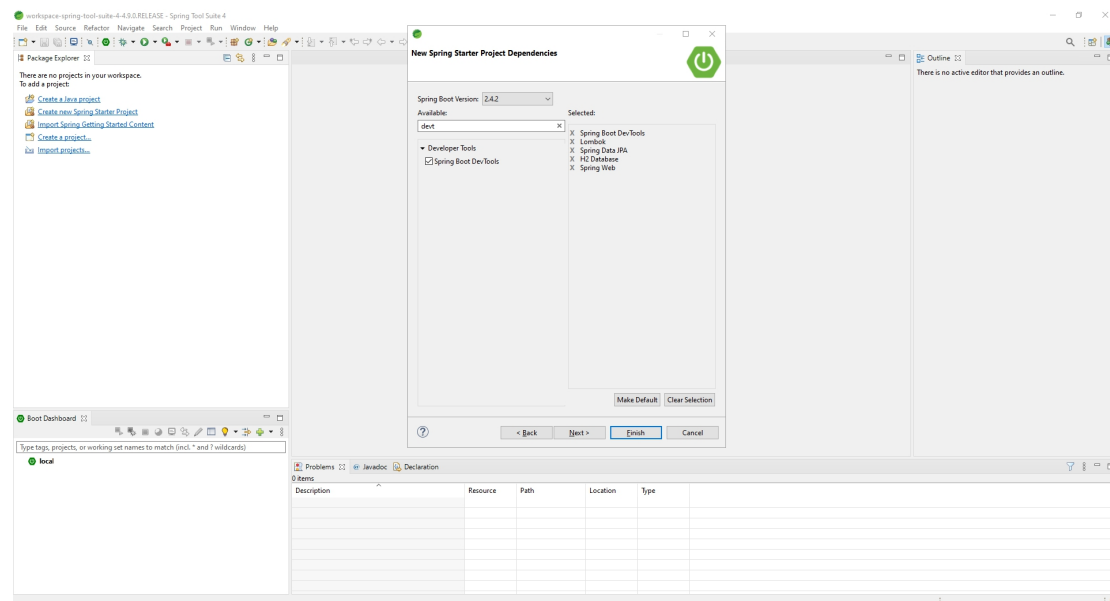 workspace-spring-tool-suite-4-4.9.0.RELEASE - Spring Tool Suite 4
File Edit Source Refactor Navigate Search Project Run Window Help
Package Explorer
There are no projects in your workspace.
To add a project:
Create a Java project
Create new Spring Starter Project
Import Spring Getting Started Content
Create a project...
Import projects...
New Spring Starter Project Dependencies
Spring Boot Version: 2.4.2
Available:
devt
Developer Tools
Spring Boot DevTools
Selected:
X Spring Boot DevTools
X Lombok
X Spring Data JPA
X H2 Database
X Spring Web
Make Default Clear Selection
< Back Next > Finish Cancel
Outline
There is no active editor that provides an outline.
Boot Dashboard
Type tags, projects, or working set names to match (incl. * and ? wildcards)
local
Problems Javadoc Declaration
0 items
Description Resource Path Location Type